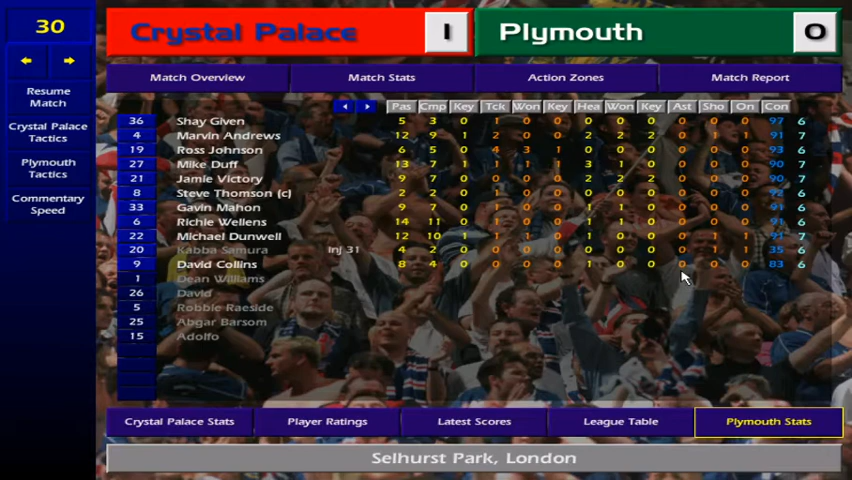 30
Crystal Palace 1 Plymouth 0
Match Overview Match Stats Action Zones Match Report
Resume Match
Crystal Palace Tactics
Plymouth Tactics
Commentary Speed
Pas Cmp Key Tck Won Key Hea Won Key Ast Sho On Con
36 Shay Given 5 3 0 1 0 0 0 0 0 0 0 0 97 6
4 Marvin Andrews 12 9 1 2 0 0 2 2 2 0 1 1 91 7
19 Ross Johnson 6 5 0 4 3 1 0 0 0 0 0 0 93 6
27 Mike Duff 13 7 1 1 1 1 3 1 0 0 0 0 90 7
21 Jamie Victory 9 7 0 0 0 0 2 2 2 0 0 0 90 7
8 Steve Thomson (c) 2 2 0 1 0 0 0 0 0 0 0 0 92 6
33 Gavin Mahon 9 6 0 0 0 0 1 1 0 0 0 0 91 6
6 Richie Wellens 14 11 0 0 0 0 1 1 0 0 0 0 91 6
22 Michael Dunwell 12 10 1 1 1 0 0 0 0 0 1 1 91 7
20 Kabba Samura Inj 31 4 2 0 0 0 0 0 0 0 0 0 0 35 6
9 David Collins 8 4 0 0 0 0 1 0 0 0 0 0 83 6
1 Dean Williams
26 David
5 Robbie Raeside
25 Abgar Barsom
15 Adolfo
Crystal Palace Stats Player Ratings Latest Scores League Table Plymouth Stats
Selhurst Park, London